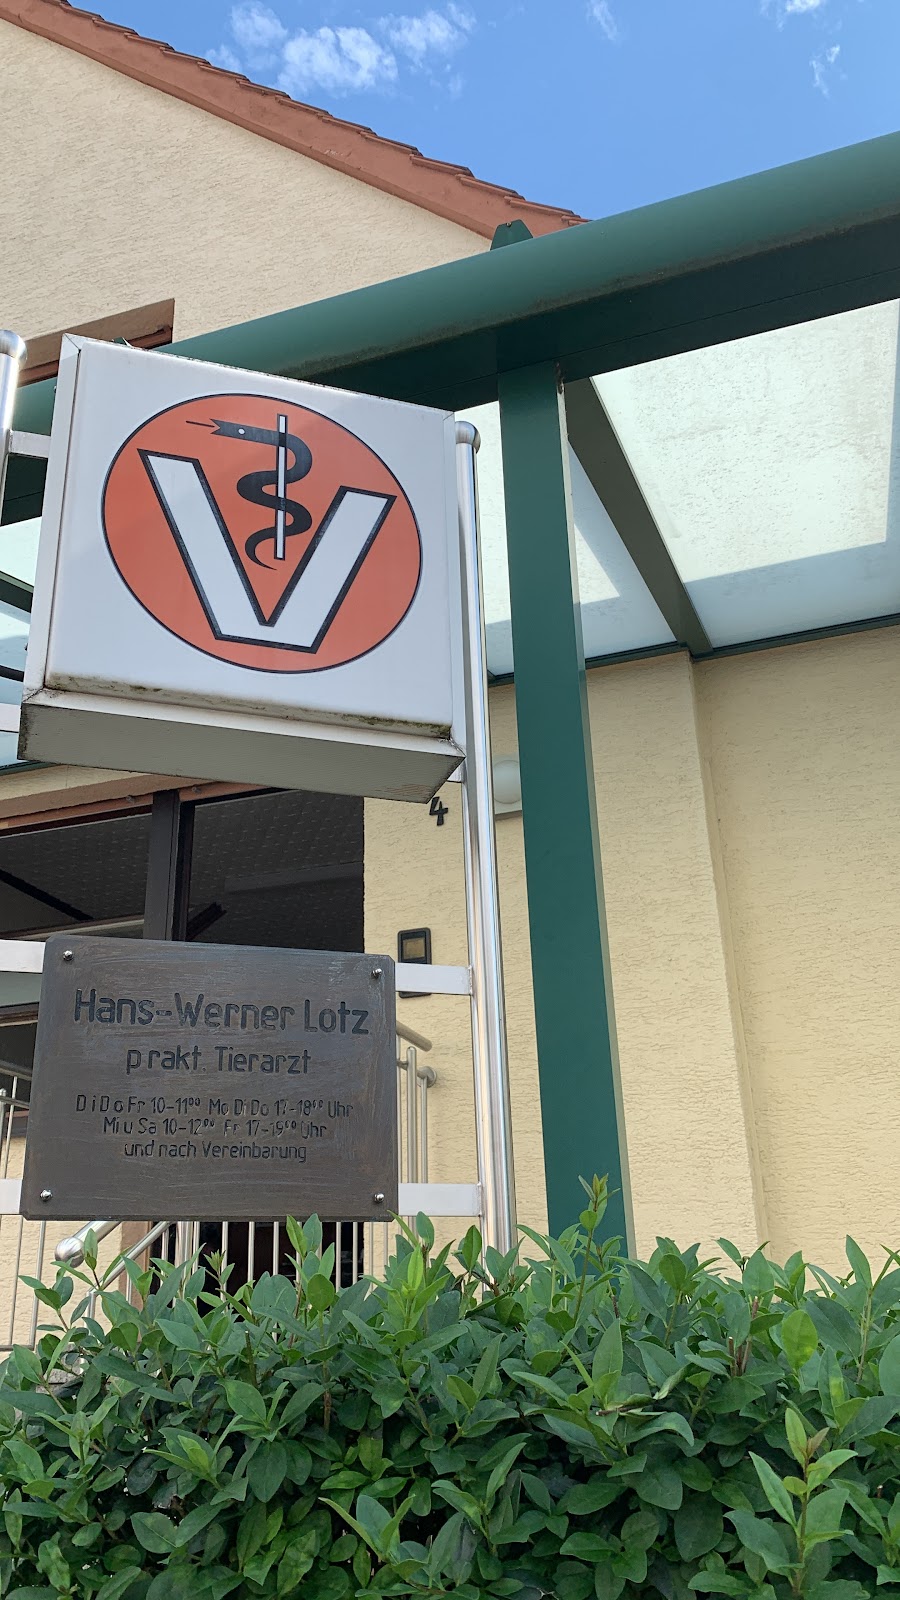 V
4
Hans-Werner Lotz
prakt. Tierarzt
Di Do Fr 10-11⁰⁰ Mo Di Do 17-18⁰⁰ Uhr
Mi u Sa 10-12⁰⁰ Fr 17-19⁰⁰ Uhr
und nach Vereinbarung